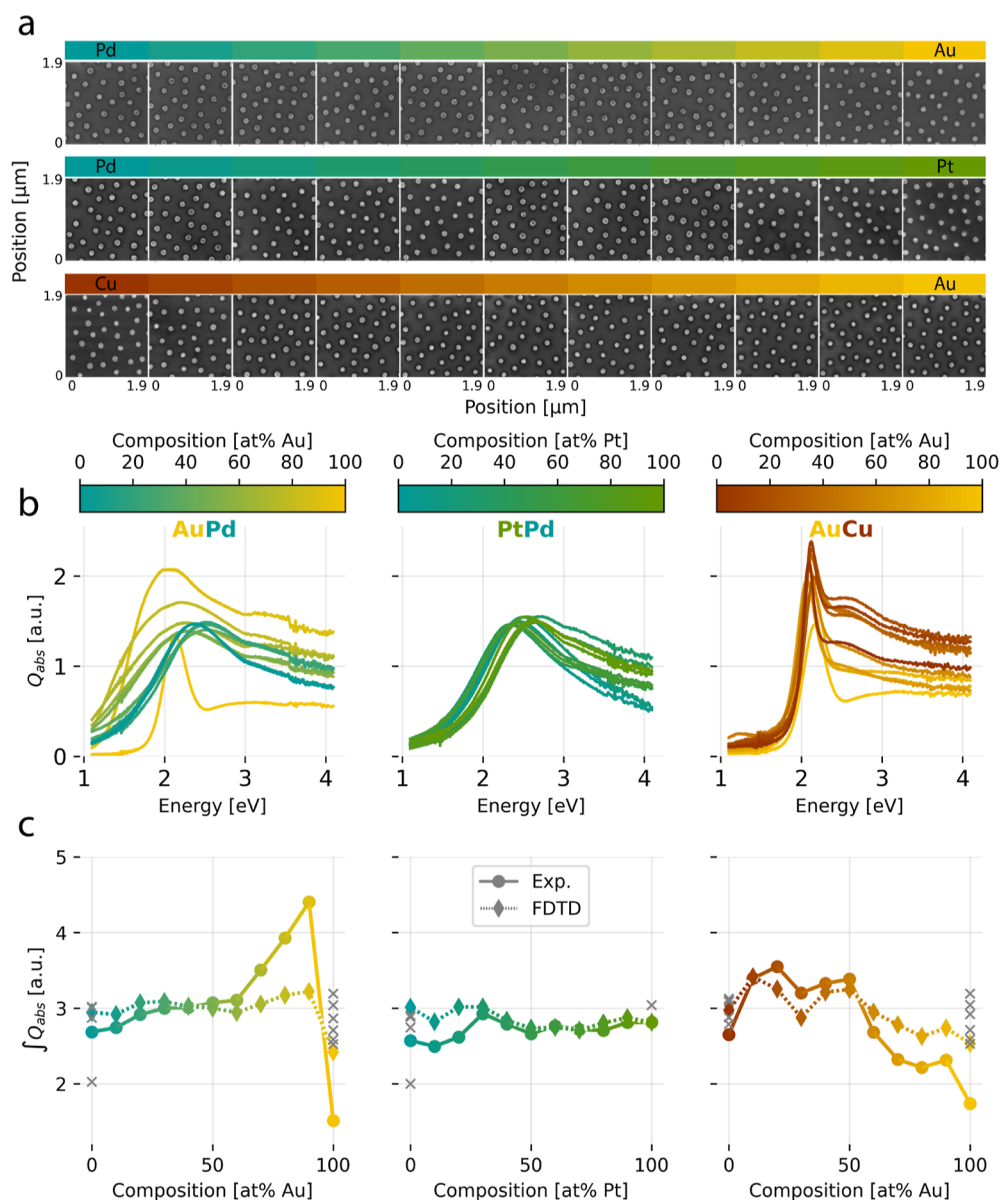 a
Pd Au
1.9
0
Pd Pt
1.9
0
Cu Au
1.9
0
0 1.9 0 1.9 0 1.9 0 1.9 0 1.9 0 1.9 0 1.9 0 1.9 0 1.9 0 1.9 0 1.9
Position [μm]
Position [μm]
Composition [at% Au] Composition [at% Pt] Composition [at% Au]
0 20 40 60 80 100 0 20 40 60 80 100 0 20 40 60 80 100
b
AuPd PtPd AuCu
2
1
0
Q_abs [a.u.]
1 2 3 4 1 2 3 4 1 2 3 4
Energy [eV] Energy [eV] Energy [eV]
c
5
4
3
2
∫Q_abs [a.u.]
Exp.
FDTD
0 50 100 0 50 100 0 50 100
Composition [at% Au] Composition [at% Pt] Composition [at% Au]